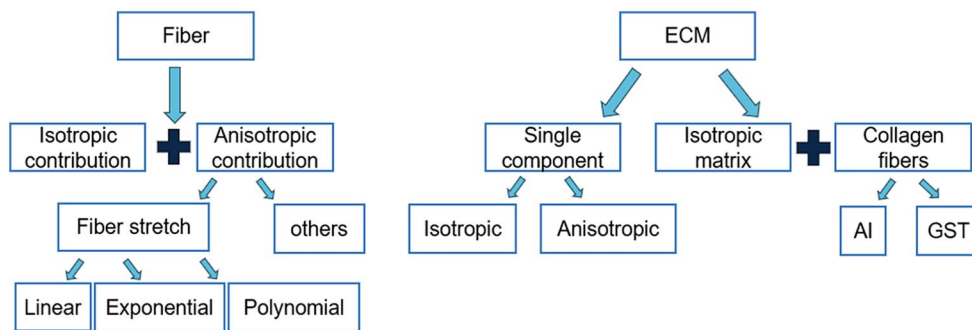 Fiber
ECM
Isotropic
contribution
Anisotropic
contribution
Single
component
Isotropic
matrix
Collagen
fibers
Fiber stretch
others
Isotropic
Anisotropic
AI
GST
Linear
Exponential
Polynomial